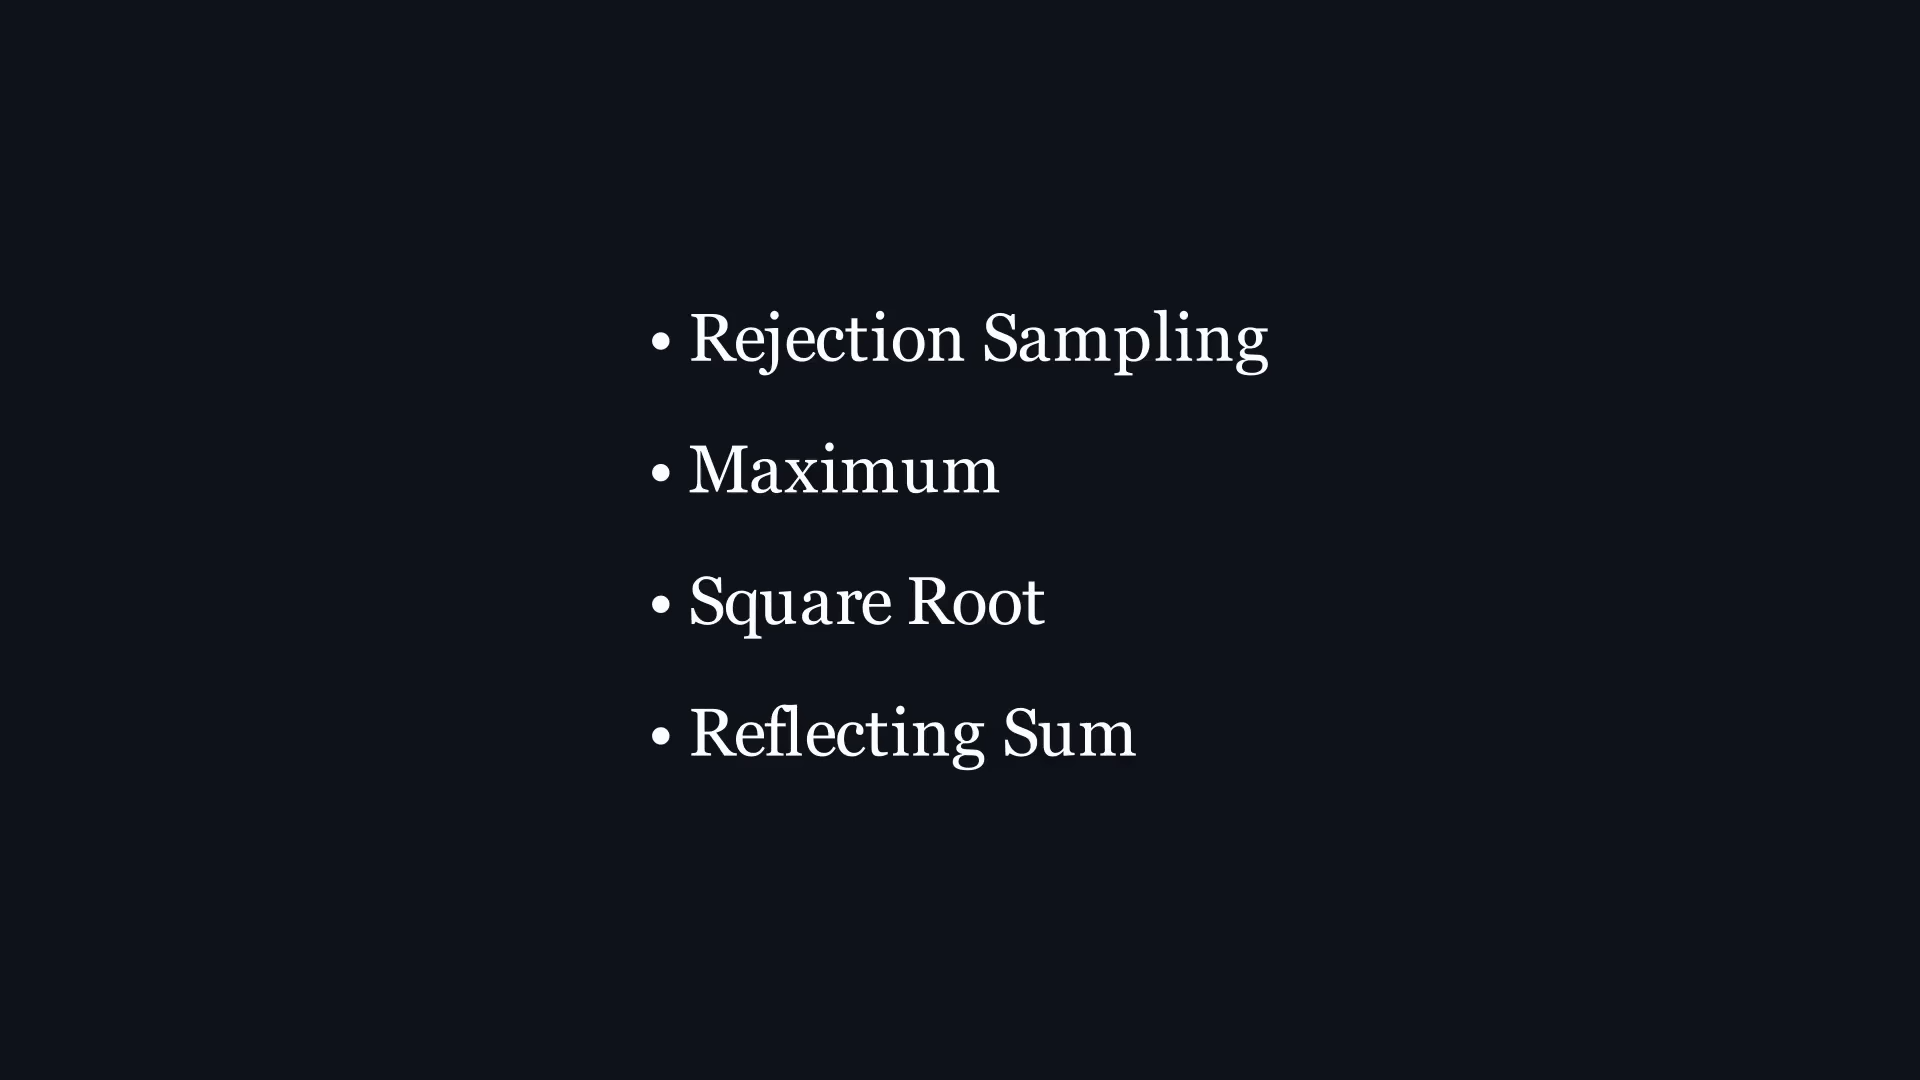 • Rejection Sampling
• Maximum
• Square Root
• Reflecting Sum